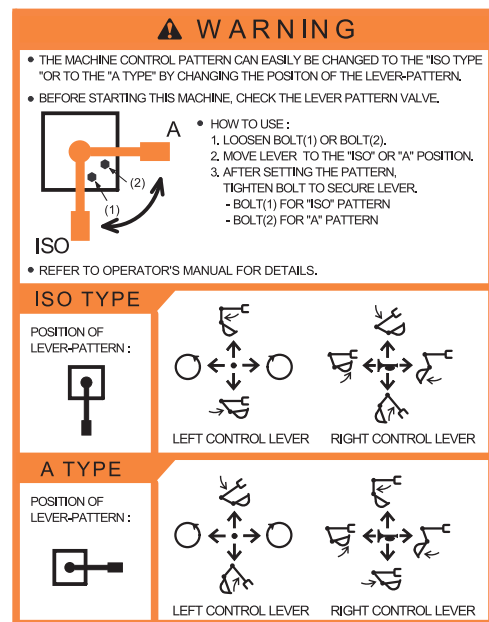 WARNING
• THE MACHINE CONTROL PATTERN CAN EASILY BE CHANGED TO THE "ISO TYPE
"OR TO THE "A TYPE" BY CHANGING THE POSITON OF THE LEVER-PATTERN.
• BEFORE STARTING THIS MACHINE, CHECK THE LEVER PATTERN VALVE.
A
(2)
(1)
ISO
• HOW TO USE :
1. LOOSEN BOLT(1) OR BOLT(2).
2. MOVE LEVER TO THE "ISO" OR "A" POSITION.
3. AFTER SETTING THE PATTERN,
TIGHTEN BOLT TO SECURE LEVER.
- BOLT(1) FOR "ISO" PATTERN
- BOLT(2) FOR "A" PATTERN
• REFER TO OPERATOR'S MANUAL FOR DETAILS.
ISO TYPE
POSITION OF
LEVER-PATTERN :
LEFT CONTROL LEVER
RIGHT CONTROL LEVER
A TYPE
POSITION OF
LEVER-PATTERN :
LEFT CONTROL LEVER
RIGHT CONTROL LEVER